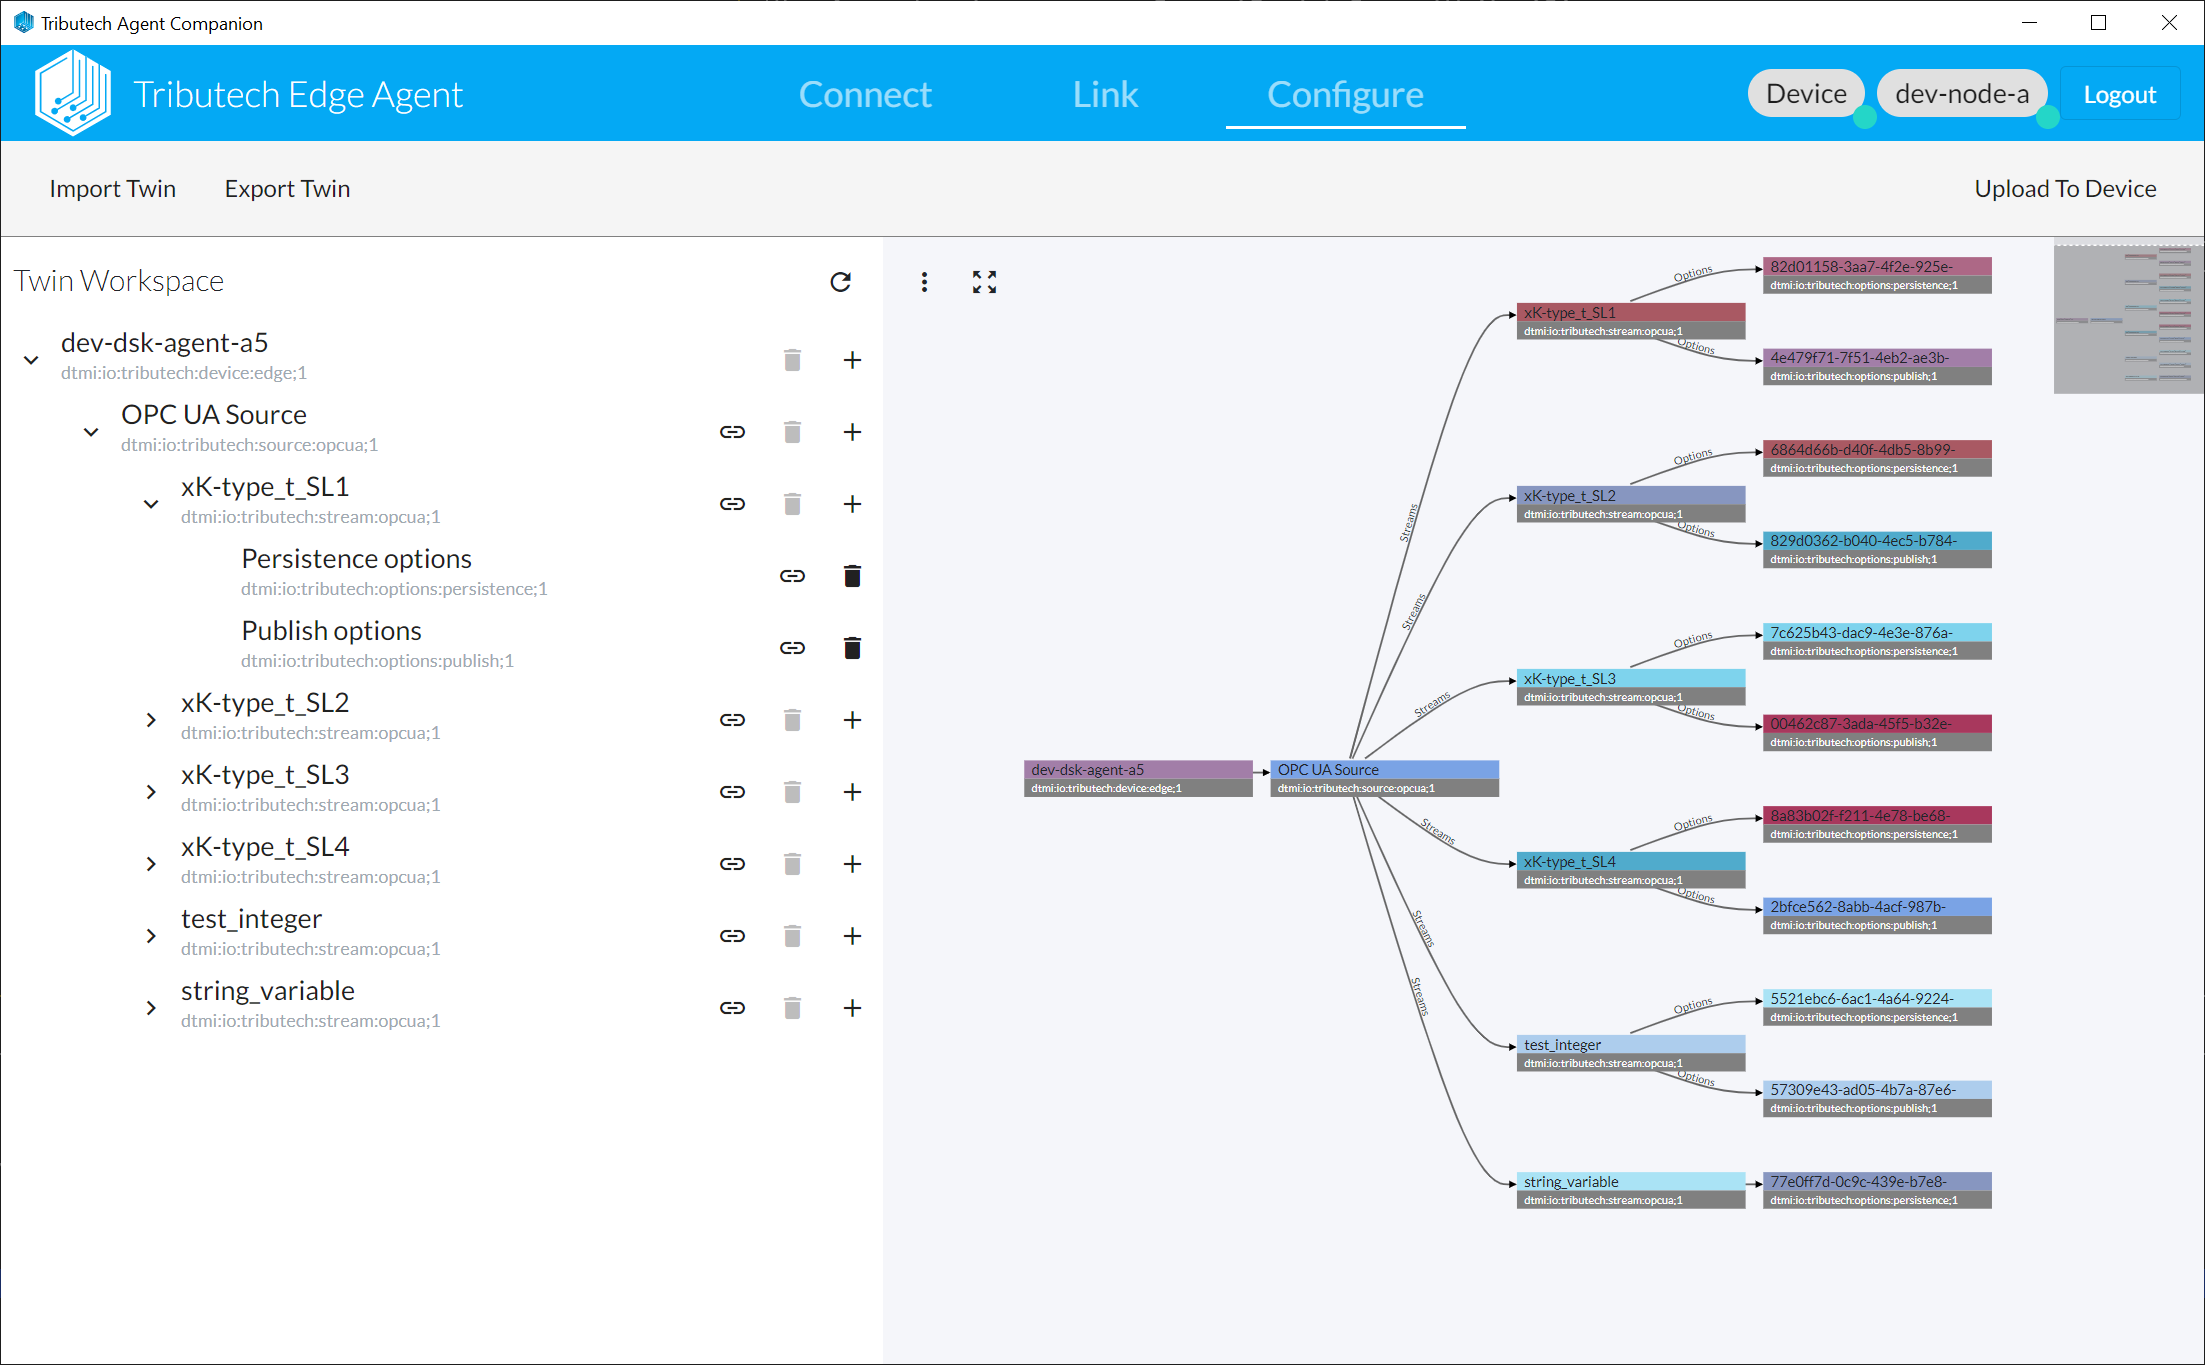 Tributech Agent Companion
Tributech Edge Agent
Connect
Link
Configure
Device
dev-node-a
Logout
Import Twin
Export Twin
Upload To Device
Twin Workspace
dev-dsk-agent-a5
dtmi:io:tributech:device:edge;1
OPC UA Source
dtmi:io:tributech:source:opcua;1
xK-type_t_SL1
dtmi:io:tributech:stream:opcua;1
Persistence options
dtmi:io:tributech:options:persistence;1
Publish options
dtmi:io:tributech:options:publish;1
xK-type_t_SL2
dtmi:io:tributech:stream:opcua;1
xK-type_t_SL3
dtmi:io:tributech:stream:opcua;1
xK-type_t_SL4
dtmi:io:tributech:stream:opcua;1
test_integer
dtmi:io:tributech:stream:opcua;1
string_variable
dtmi:io:tributech:stream:opcua;1
dev-dsk-agent-a5
dtmi:io:tributech:device:edge;1
OPC UA Source
dtmi:io:tributech:source:opcua;1
Streams
Streams
Streams
Streams
Streams
Streams
xK-type_t_SL1
dtmi:io:tributech:stream:opcua;1
Options
82d01158-3aa7-4f2e-925e-
dtmi:io:tributech:options:persistence;1
Options
4e479f71-7f51-4eb2-ae3b-
dtmi:io:tributech:options:publish;1
xK-type_t_SL2
dtmi:io:tributech:stream:opcua;1
Options
6864d66b-d40f-4db5-8b99-
dtmi:io:tributech:options:persistence;1
Options
829d0362-b040-4ec5-b784-
dtmi:io:tributech:options:publish;1
xK-type_t_SL3
dtmi:io:tributech:stream:opcua;1
Options
7c625b43-dac9-4e3e-876a-
dtmi:io:tributech:options:persistence;1
Options
00462c87-3ada-45f5-b32e-
dtmi:io:tributech:options:publish;1
xK-type_t_SL4
dtmi:io:tributech:stream:opcua;1
Options
8a83b02f-f211-4e78-be68-
dtmi:io:tributech:options:persistence;1
Options
2bfce562-8abb-4acf-987b-
dtmi:io:tributech:options:publish;1
test_integer
dtmi:io:tributech:stream:opcua;1
Options
5521ebc6-6ac1-4a64-9224-
dtmi:io:tributech:options:persistence;1
Options
57309e43-ad05-4b7a-87e6-
dtmi:io:tributech:options:publish;1
string_variable
dtmi:io:tributech:stream:opcua;1
77e0ff7d-0c9c-439e-b7e8-
dtmi:io:tributech:options:persistence;1